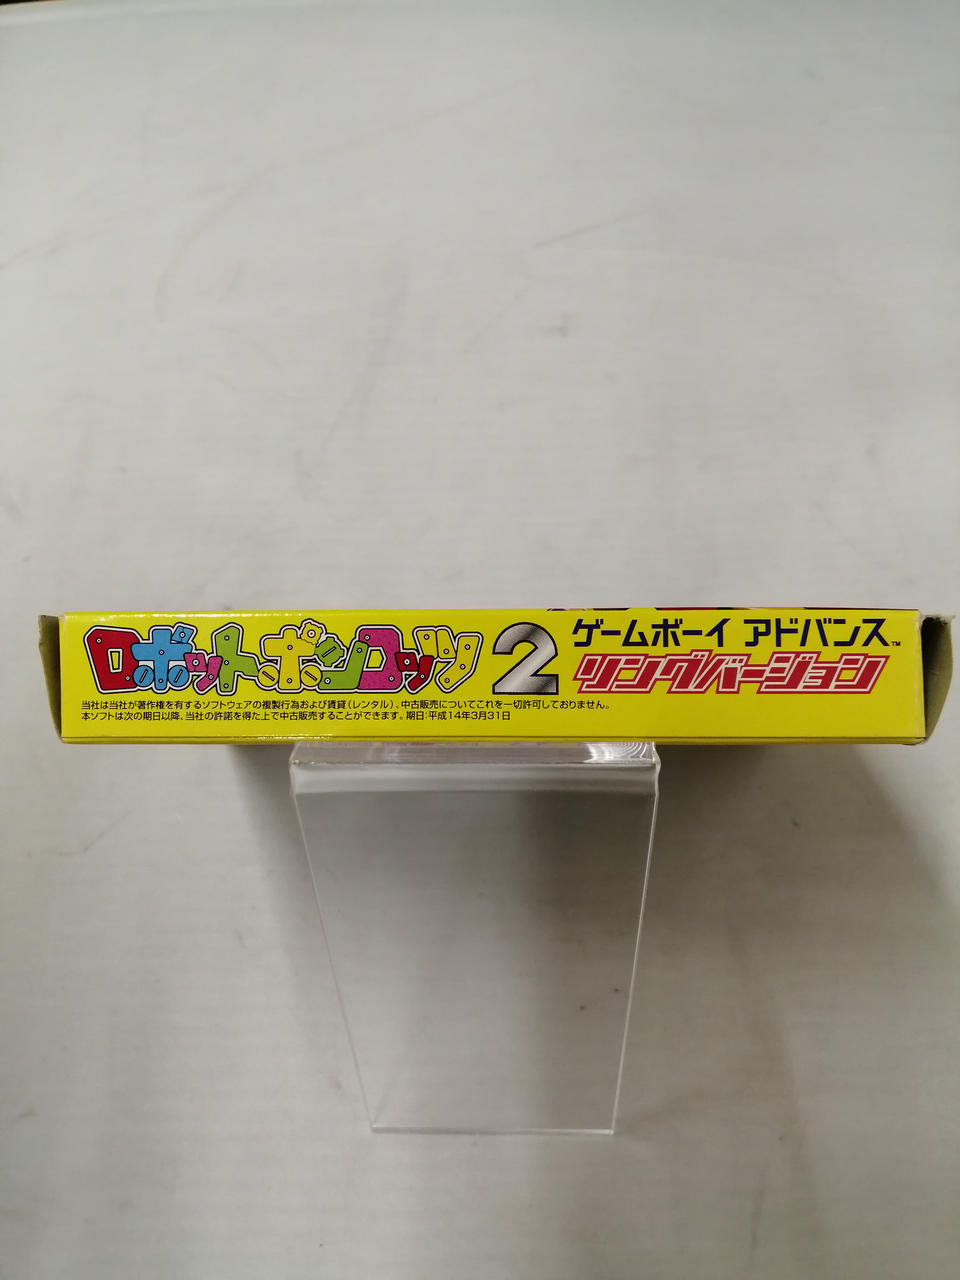 ロボットポンコッツ2
ゲームボーイ アドバンス™
リングバージョン
当社は当社が著作権を有するソフトウェアの複製行為および賃貸(レンタル)、中古販売についてこれを一切許可しておりません。
本ソフトは次の期日以降、当社の許諾を得た上で中古販売することができます。期日:平成14年3月31日